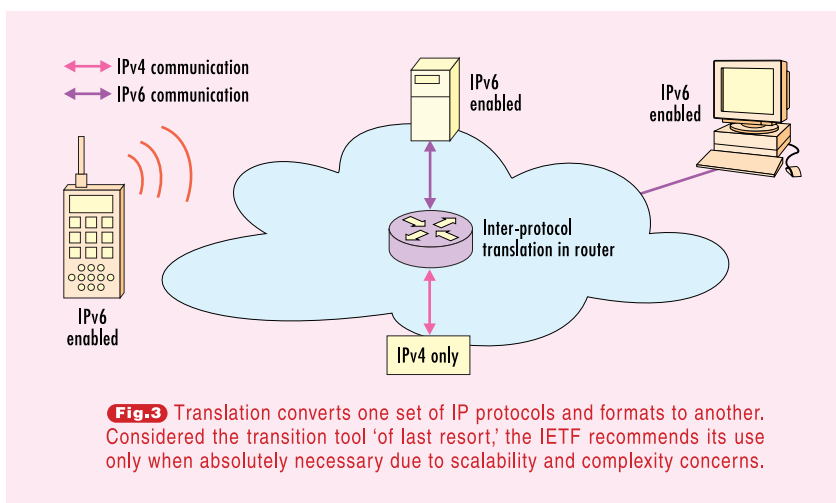 IPv4 communication
IPv6 communication
IPv6
enabled
IPv6
enabled
Inter-protocol
translation in router
IPv6
enabled
IPv4 only
Fig.3 Translation converts one set of IP protocols and formats to another.
Considered the transition tool ‘of last resort,’ the IETF recommends its use
only when absolutely necessary due to scalability and complexity concerns.